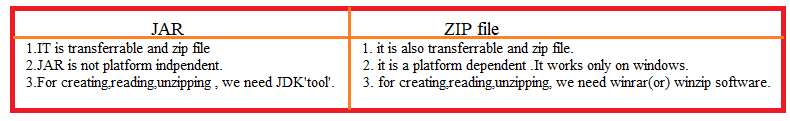 JAR
ZIP file
1.IT is transferrable and zip file
2.JAR is not platform indpendent.
3.For creating,reading,unzipping , we need JDK'tool'.
1. it is also transferrable and zip file.
2. it is a platform dependent .It works only on windows.
3. for creating,reading,unzipping, we need winrar(or) winzip software.